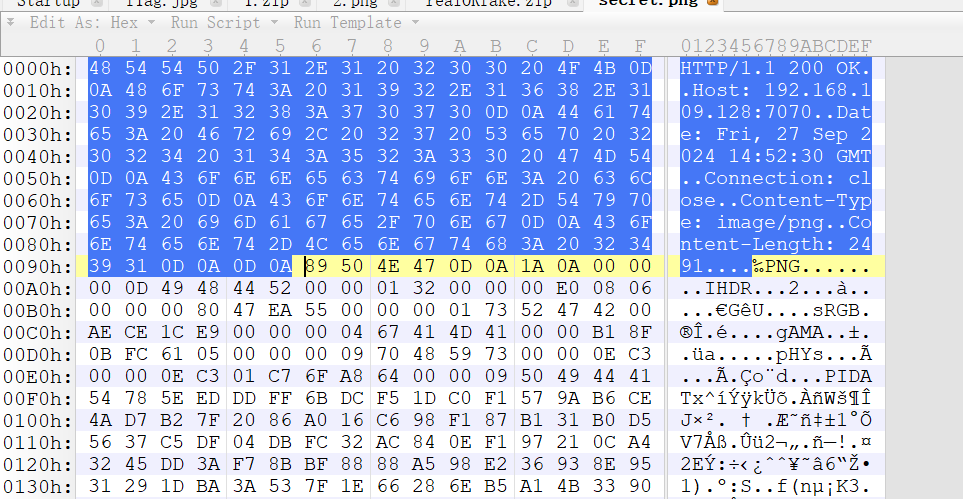 Startup flag.jpg 1.zip 2.png realORfake.zip secret.png
Edit As: Hex Run Script Run Template
0 1 2 3 4 5 6 7 8 9 A B C D E F 0123456789ABCDEF
0000h: 48 54 54 50 2F 31 2E 31 20 32 30 30 20 4F 4B 0D HTTP/1.1 200 OK.
0010h: 0A 48 6F 73 74 3A 20 31 39 32 2E 31 36 38 2E 31 .Host: 192.168.1
0020h: 30 39 2E 31 32 38 3A 37 30 37 30 0D 0A 44 61 74 09.128:7070..Dat
0030h: 65 3A 20 46 72 69 2C 20 32 37 20 53 65 70 20 32 e: Fri, 27 Sep 2
0040h: 30 32 34 20 31 34 3A 35 32 3A 33 30 20 47 4D 54 024 14:52:30 GMT
0050h: 0D 0A 43 6F 6E 6E 65 63 74 69 6F 6E 3A 20 63 6C ..Connection: cl
0060h: 6F 73 65 0D 0A 43 6F 6E 74 65 6E 74 2D 54 79 70 ose..Content-Typ
0070h: 65 3A 20 69 6D 61 67 65 2F 70 6E 67 0D 0A 43 6F e: image/png..Co
0080h: 6E 74 65 6E 74 2D 4C 65 6E 67 74 68 3A 20 32 34 ntent-Length: 24
0090h: 39 31 0D 0A 0D 0A 89 50 4E 47 0D 0A 1A 0A 00 00 91....‰PNG......
00A0h: 00 0D 49 48 44 52 00 00 01 32 00 00 00 E0 08 06 ..IHDR...2...à..
00B0h: 00 00 00 80 47 EA 55 00 00 00 01 73 52 47 42 00 ...€GêU....sRGB.
00C0h: AE CE 1C E9 00 00 00 04 67 41 4D 41 00 00 B1 8F ®Î.é....gAMA..±.
00D0h: 0B FC 61 05 00 00 00 09 70 48 59 73 00 00 0E C3 .üa.....pHYs...Ã
00E0h: 00 00 0E C3 01 C7 6F A8 64 00 00 09 50 49 44 41 ...Ã.Ço¨d...PIDA
00F0h: 54 78 5E ED DD FF 6B DC F5 1D C0 F1 57 9A B6 CE Tx^íÝÿkÜõ.ÀñWš¶Î
0100h: 4A D7 B2 7F 20 86 A0 16 C6 98 F1 87 B1 31 B0 D5 J×². † .Æ˜ñ‡±1°Õ
0110h: 56 37 C5 DF 04 DB FC 32 AC 84 0E F1 97 21 0C A4 V7Åß.Ûü2¬„.ñ—!.¤
0120h: 32 45 DD 3A F7 8B BF 88 88 A5 98 E2 36 93 8E 95 2EÝ:÷‹¿ˆˆ¥˜â6“Ž•
0130h: 31 29 1D BA 3A 53 7F 1E 66 28 6E B5 A1 4B 33 90 1).º:S..f(nµ¡K3.